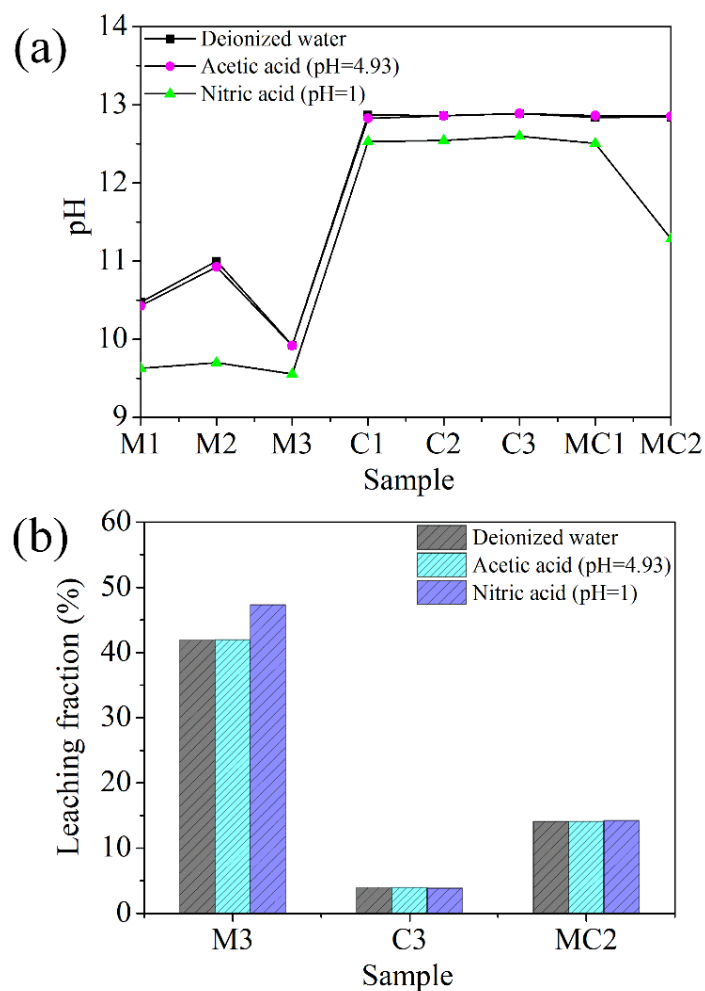 (a)
Deionized water
Acetic acid (pH=4.93)
Nitric acid (pH=1)
14
13
12
11
10
9
pH
M1 M2 M3 C1 C2 C3 MC1 MC2
Sample
(b)
Deionized water
Acetic acid (pH=4.93)
Nitric acid (pH=1)
60
50
40
30
20
10
0
Leaching fraction (%)
M3 C3 MC2
Sample